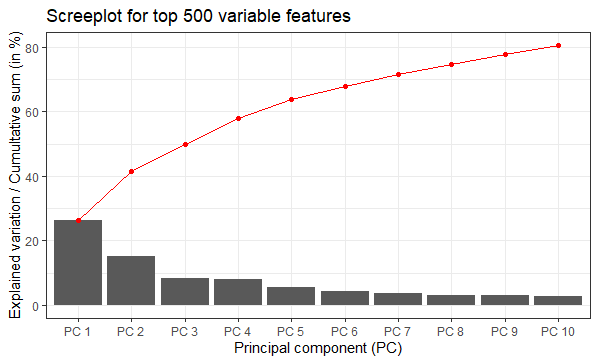 Screeplot for top 500 variable features
Explained variation / Cumultative sum (in %)
80
60
40
20
0
PC 1 PC 2 PC 3 PC 4 PC 5 PC 6 PC 7 PC 8 PC 9 PC 10
Principal component (PC)